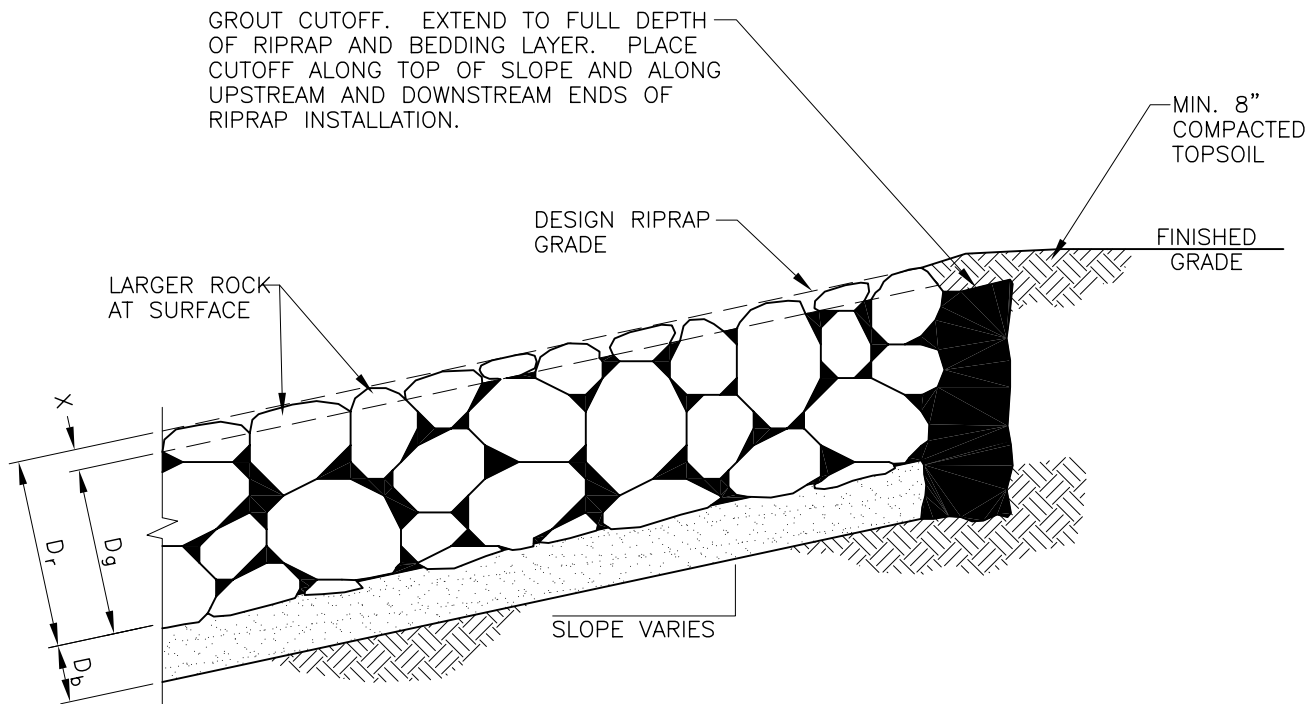 GROUT CUTOFF. EXTEND TO FULL DEPTH
OF RIPRAP AND BEDDING LAYER. PLACE
CUTOFF ALONG TOP OF SLOPE AND ALONG
UPSTREAM AND DOWNSTREAM ENDS OF
RIPRAP INSTALLATION.
MIN. 8"
COMPACTED
TOPSOIL
DESIGN RIPRAP
GRADE
FINISHED
GRADE
LARGER ROCK
AT SURFACE
X
Dr
Dg
Db
SLOPE VARIES